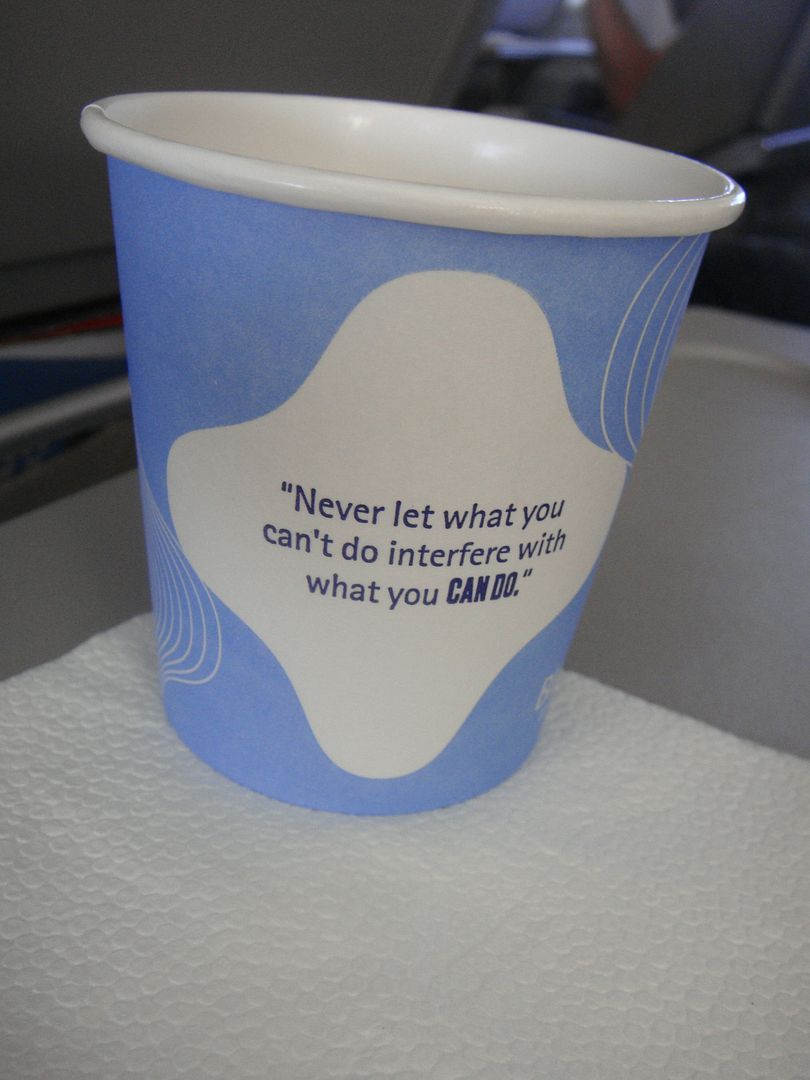 "Never let what you
can't do interfere with
what you CAN DO."